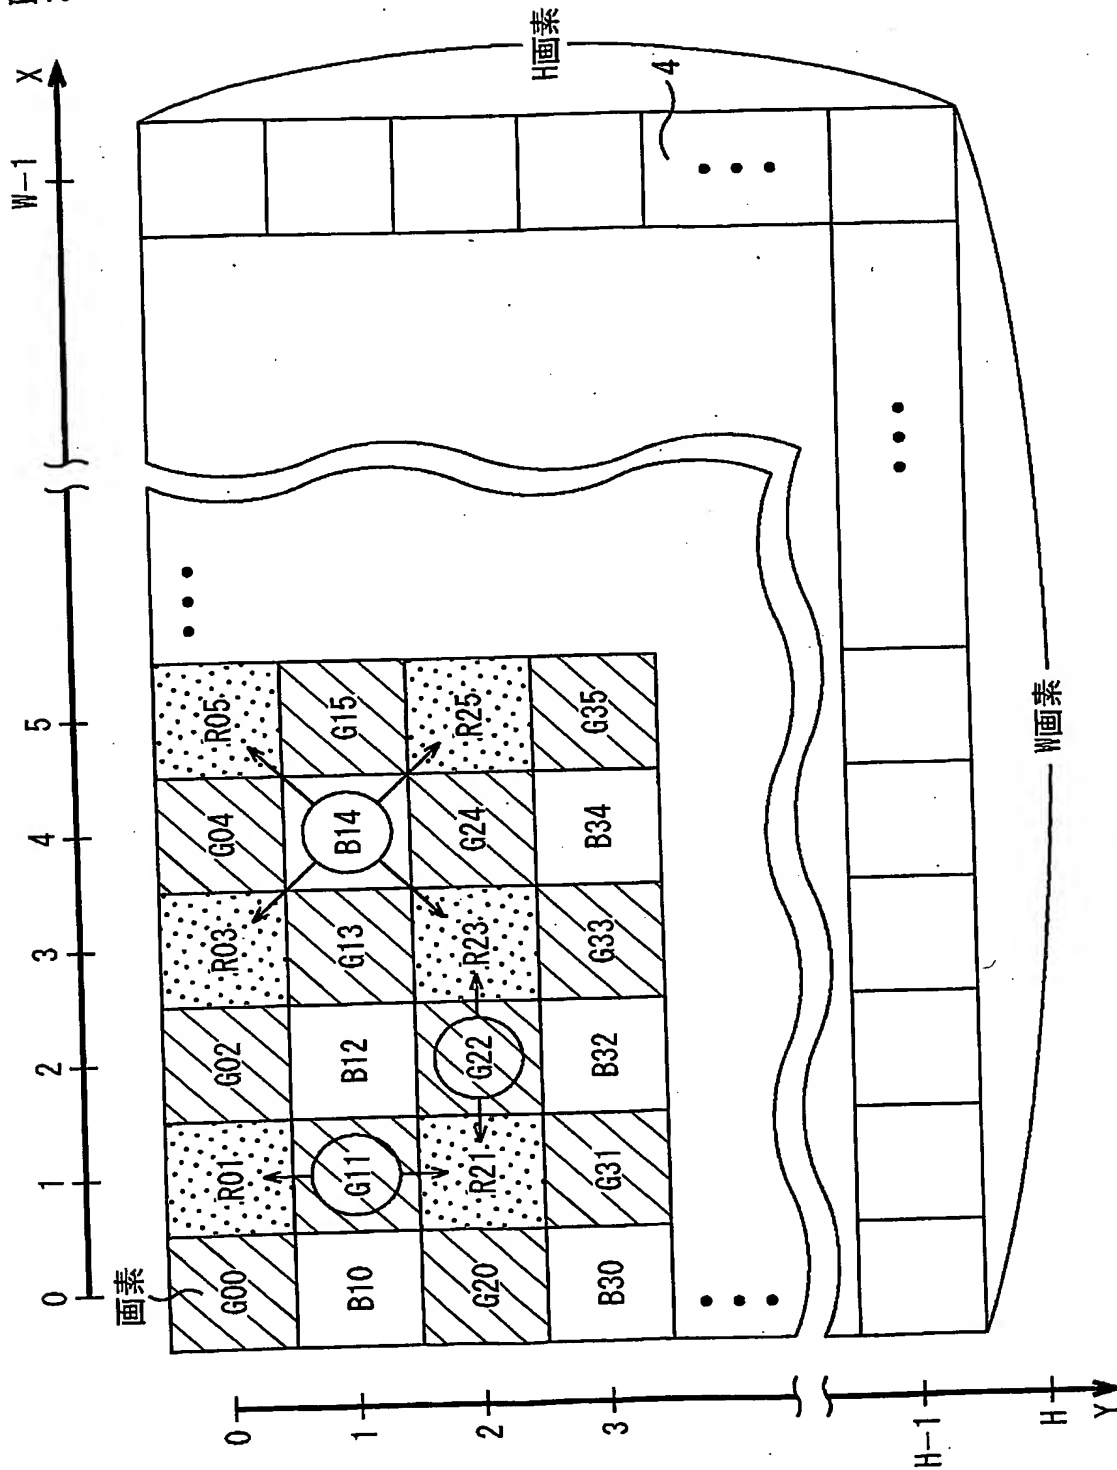 X
0 1 2 3 4 5 W-1
画素
G00 R01 G02 R03 G04 R05
B10 G11 B12 G13 B14 G15
G20 R21 G22 R23 G24 R25
B30 G31 B32 G33 B34 G35
4
H画素
W画素
0
1
2
3
H-1
H
Y